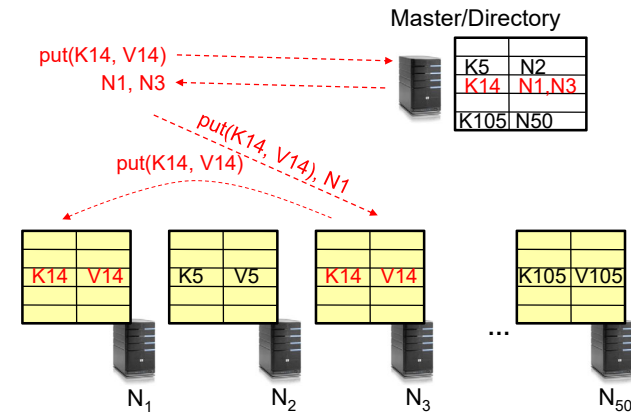 Master/Directory
put(K14, V14)
N1, N3
K5 N2
K14 N1,N3
K105 N50
put(K14, V14), N1
put(K14, V14)
K14 V14
K5 V5
K14 V14
K105 V105
...
N1
N2
N3
N50